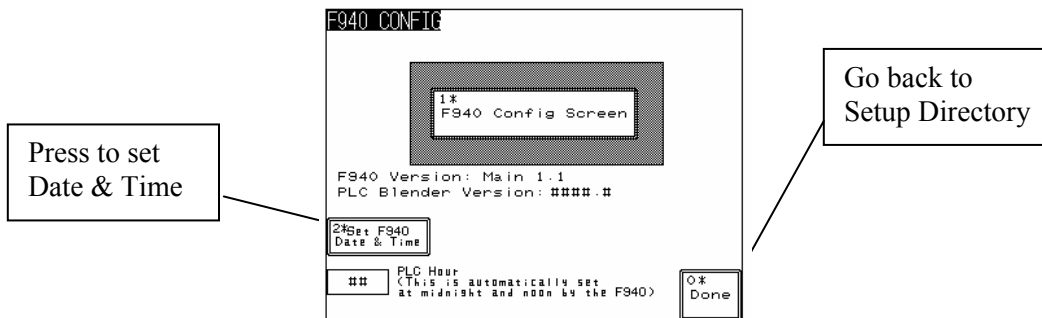 F940 CONFIG
1*
F940 Config Screen
F940 Version: Main 1.1
PLC Blender Version: ####.#
2*Set F940
Date & Time
##
PLC Hour
(This is automatically set
at midnight and noon by the F940)
0*
Done
Press to set
Date & Time
Go back to
Setup Directory